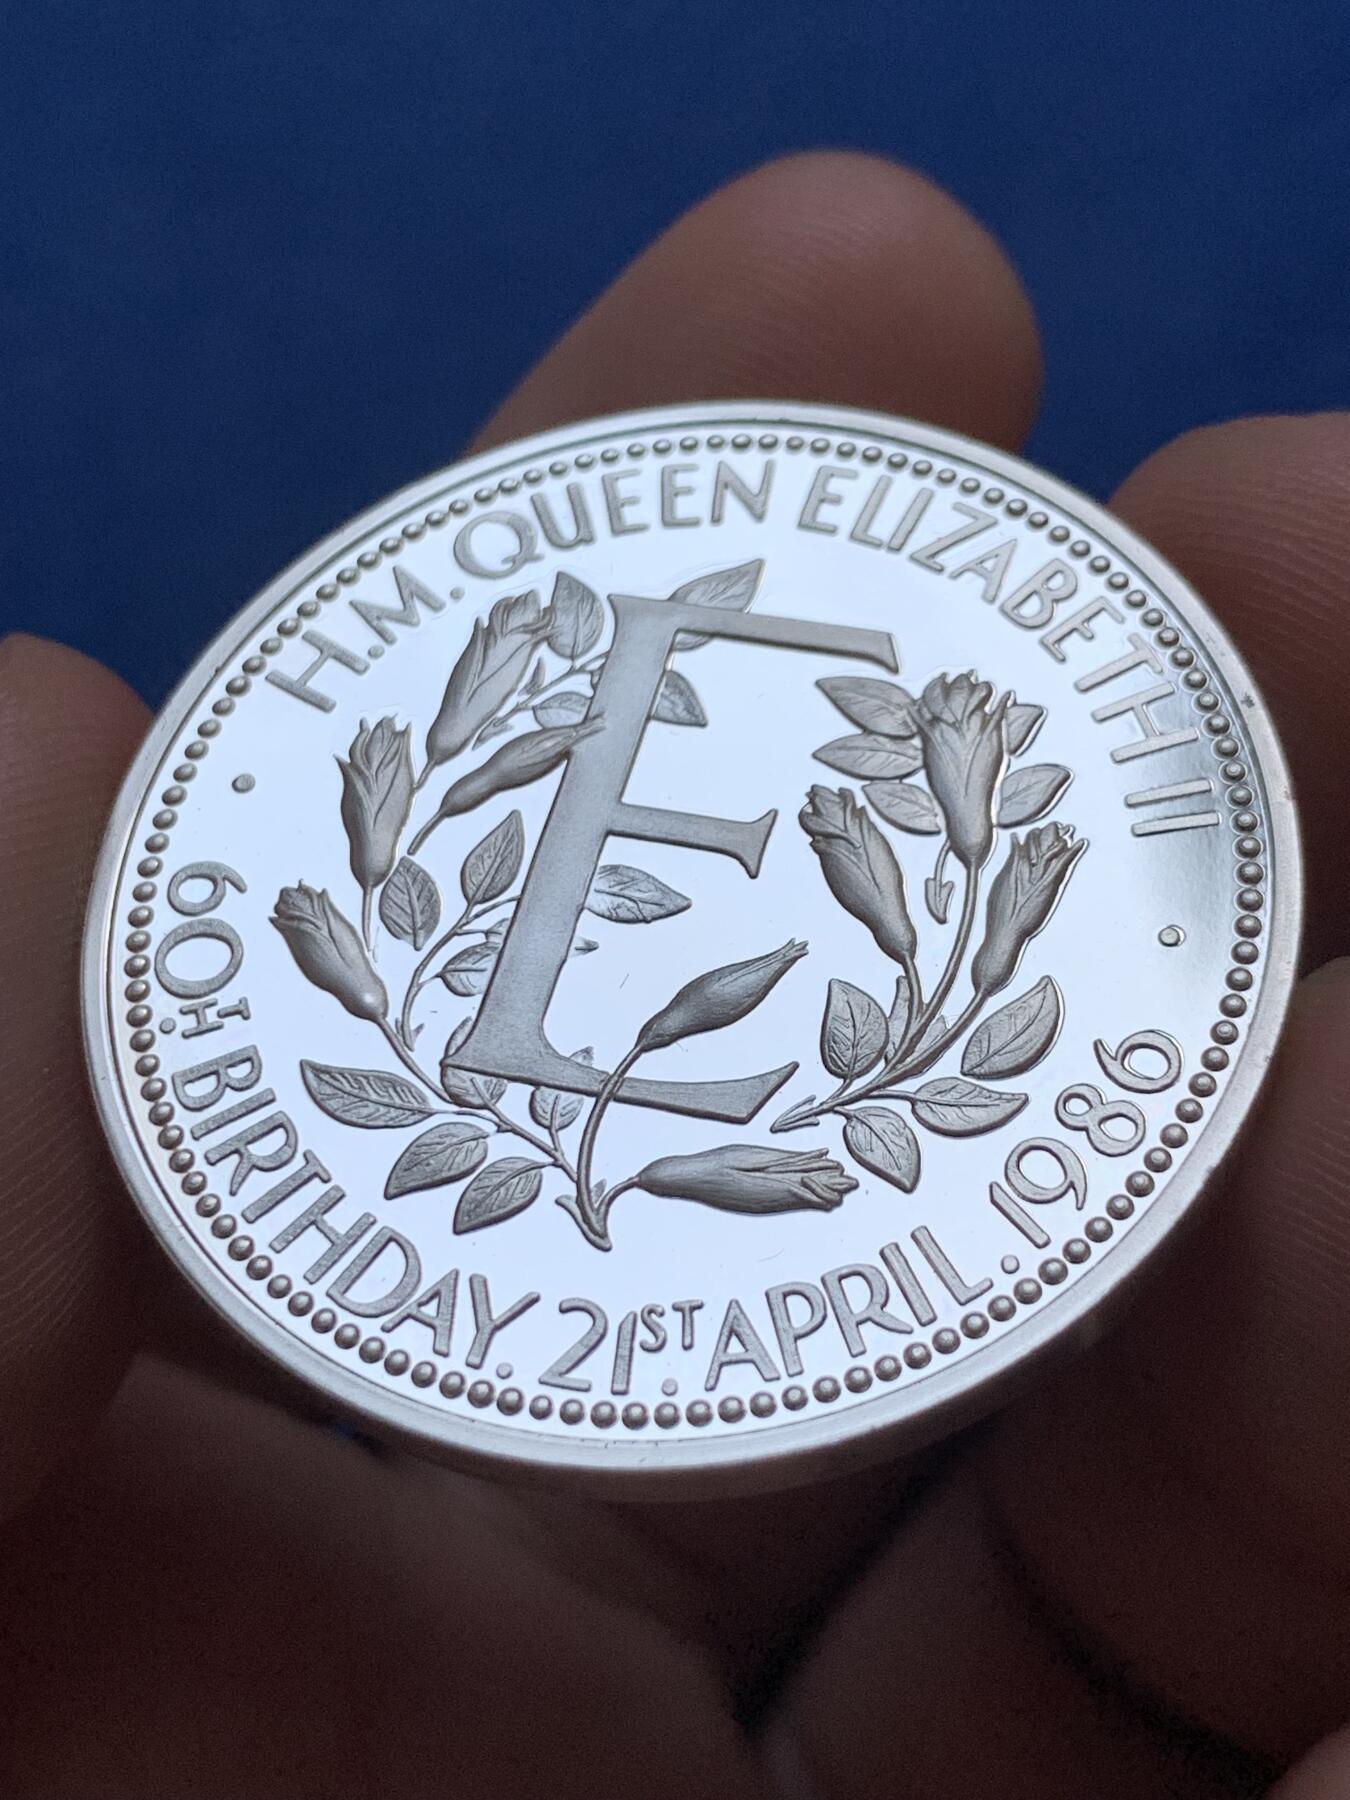 H.M. QUEEN ELIZABETH II
E
60TH BIRTHDAY. 21ST. APRIL. 1986